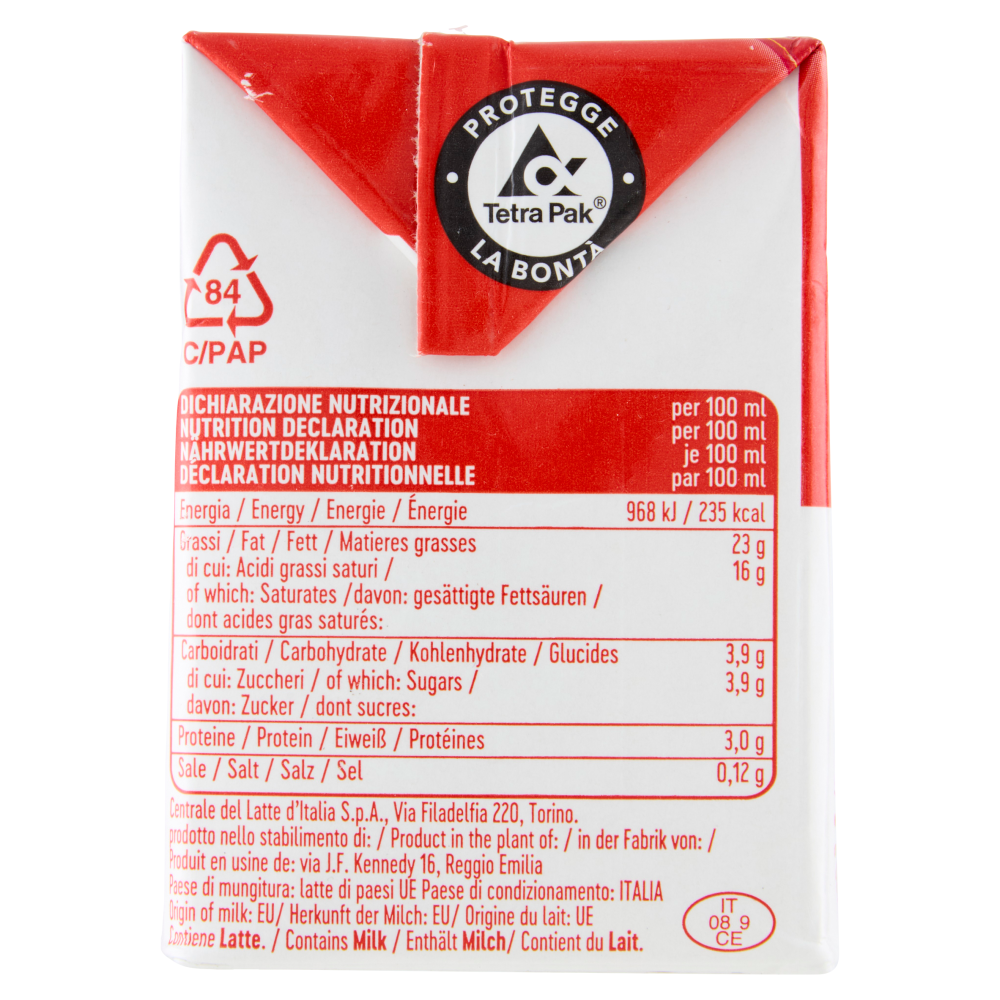 PROTEGGE
Tetra Pak®
LA BONTÀ
84
C/PAP
DICHIARAZIONE NUTRIZIONALE per 100 ml
NUTRITION DECLARATION per 100 ml
NÄHRWERTDEKLARATION je 100 ml
DÉCLARATION NUTRITIONNELLE par 100 ml
Energia / Energy / Energie / Énergie 968 kJ / 235 kcal
Grassi / Fat / Fett / Matieres grasses 23 g
di cui: Acidi grassi saturi / 16 g
of which: Saturates /davon: gesättigte Fettsäuren /
dont acides gras saturés:
Carboidrati / Carbohydrate / Kohlenhydrate / Glucides 3,9 g
di cui: Zuccheri / of which: Sugars / 3,9 g
davon: Zucker / dont sucres:
Proteine / Protein / Eiweiß / Protéines 3,0 g
Sale / Salt / Salz / Sel 0,12 g
Centrale del Latte d'Italia S.p.A., Via Filadelfia 220, Torino.
prodotto nello stabilimento di: / Product in the plant of: / in der Fabrik von: /
Produit en usine de: via J.F. Kennedy 16, Reggio Emilia
Paese di mungitura: latte di paesi UE Paese di condizionamento: ITALIA
Origin of milk: EU/ Herkunft der Milch: EU/ Origine du lait: UE
Contiene Latte. / Contains Milk / Enthält Milch/ Contient du Lait.
IT
08 9
CE